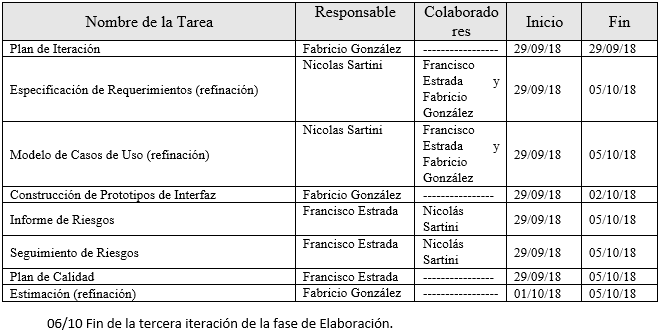 Nombre de la Tarea Responsable Colaborado
res Inicio Fin
Plan de Iteración Fabricio González ----------------- 29/09/18 29/09/18
Especificación de Requerimientos (refinación) Nicolas Sartini Francisco
Estrada y
Fabricio
González 29/09/18 05/10/18
Modelo de Casos de Uso (refinación) Nicolas Sartini Francisco
Estrada y
Fabricio
González 29/09/18 05/10/18
Construcción de Prototipos de Interfaz Fabricio González ---------------- 29/09/18 02/10/18
Informe de Riesgos Francisco Estrada Nicolás
Sartini 29/09/18 05/10/18
Seguimiento de Riesgos Francisco Estrada Nicolás
Sartini 29/09/18 05/10/18
Plan de Calidad Francisco Estrada ----------------- 29/09/18 05/10/18
Estimación (refinación) Fabricio González ----------------- 01/10/18 05/10/18
06/10 Fin de la tercera iteración de la fase de Elaboración.